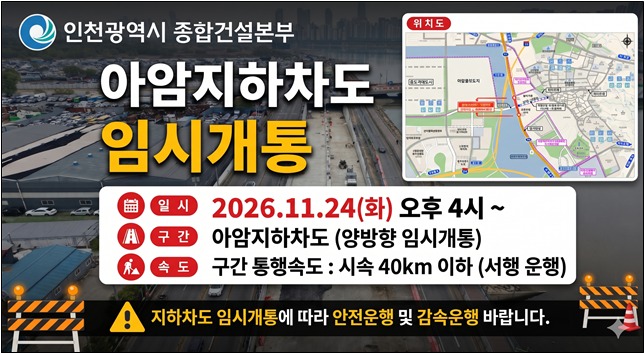 인천광역시 종합건설본부
위치도
아암지하차도
임시개통
일시 2026.11.24(화) 오후 4시 ~
구간 아암지하차도 (양방향 임시개통)
속도 구간 통행속도 : 시속 40km 이하 (서행 운행)
지하차도 임시개통에 따라 안전운행 및 감속운행 바랍니다.